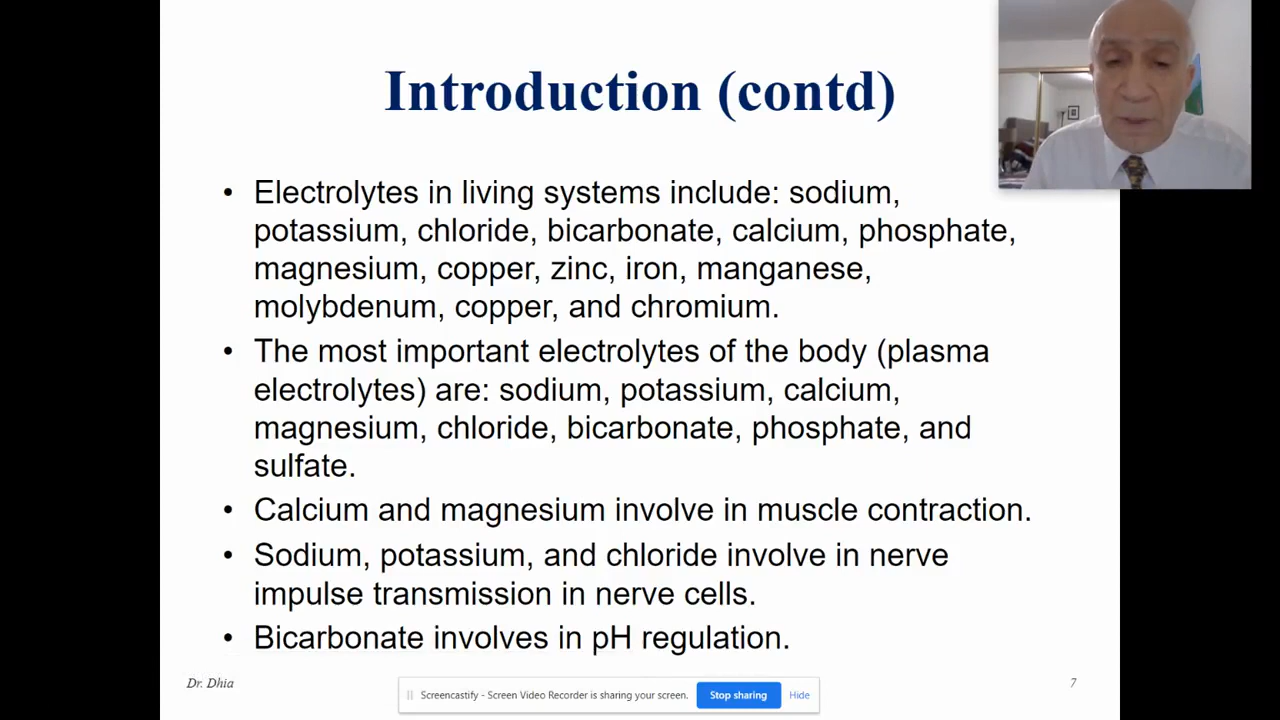 Introduction (contd)
• Electrolytes in living systems include: sodium,
potassium, chloride, bicarbonate, calcium, phosphate,
magnesium, copper, zinc, iron, manganese,
molybdenum, copper, and chromium.
• The most important electrolytes of the body (plasma
electrolytes) are: sodium, potassium, calcium,
magnesium, chloride, bicarbonate, phosphate, and
sulfate.
• Calcium and magnesium involve in muscle contraction.
• Sodium, potassium, and chloride involve in nerve
impulse transmission in nerve cells.
• Bicarbonate involves in pH regulation.
Dr. Dhia
Screencastify - Screen Video Recorder is sharing your screen. Stop sharing Hide
7